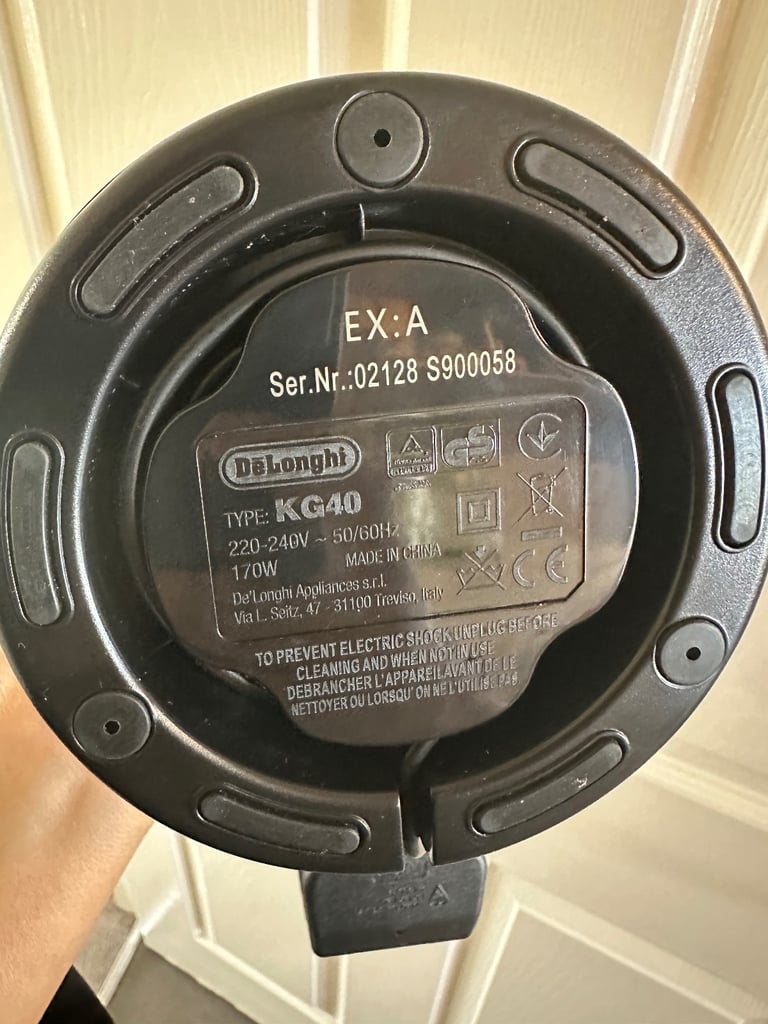 EX:A
Ser.Nr.:02128 S900058
DeLonghi
GS
TYPE: KG40
220-240V ~ 50/60Hz
MADE IN CHINA
170W
CE
De'Longhi Appliances s.r.l.
Via L. Seitz, 47 - 31100 Treviso, Italy
TO PREVENT ELECTRIC SHOCK UNPLUG BEFORE
CLEANING AND WHEN NOT IN USE
DEBRANCHER L'APPAREIL AVANT DE LE
NETTOYER OU LORSQU' ON NE L'UTILISE PAS